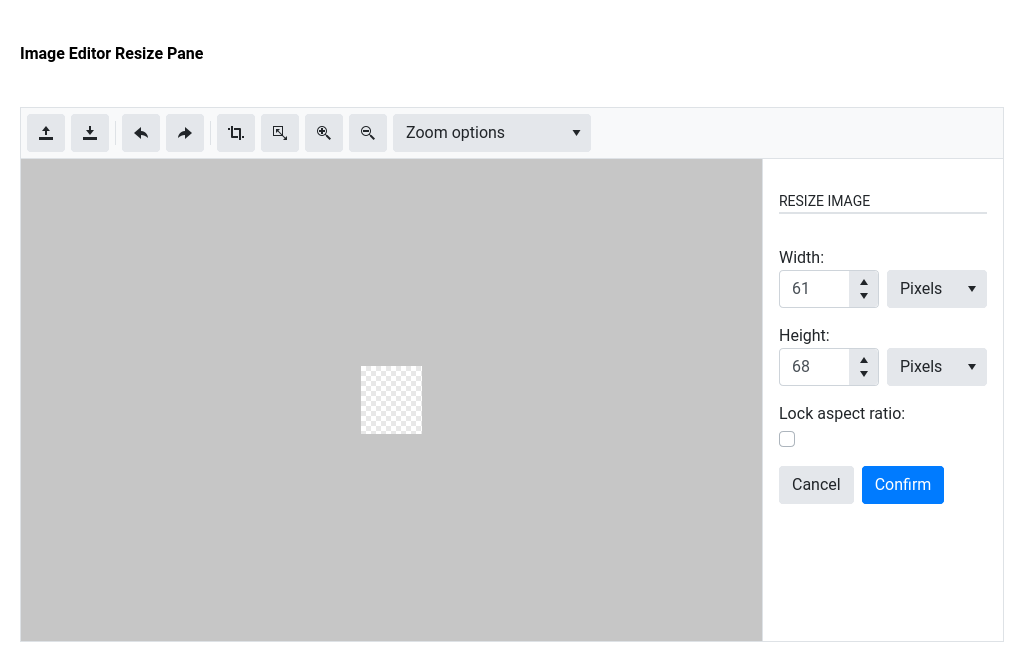 Image Editor Resize Pane
Zoom options
RESIZE IMAGE
Width:
61 Pixels
Height:
68 Pixels
Lock aspect ratio:
Cancel Confirm